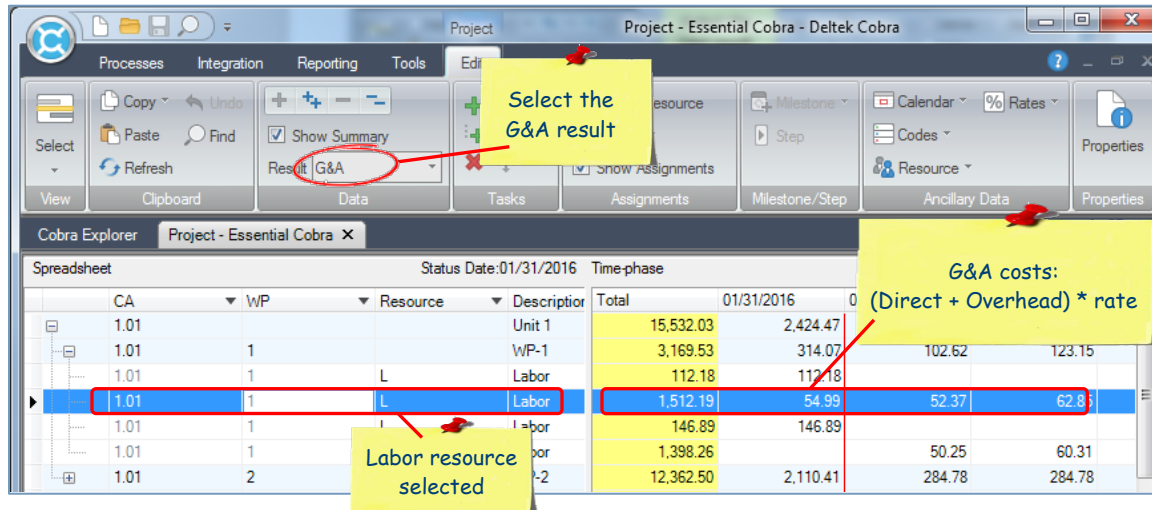 Project
Project - Essential Cobra - Deltek Cobra
Processes Integration Reporting Tools
Select
Copy Undo
Paste Find
Refresh
Show Summary
Result G&A
Select the
G&A result
Show Assignments
Milestone
Step
Calendar % Rates
Codes
Resource
Properties
View Clipboard Data Tasks Assignments Milestone/Step Ancillary Data Properties
Cobra Explorer Project - Essential Cobra
G&A costs:
(Direct + Overhead) * rate
Spreadsheet Status Date:01/31/2016 Time-phase
CA WP Resource Total 01/31/2016
1.01 Unit 1 15,532.03 2,424.47
1.01 1 WP-1 3,169.53 314.07 102.62 123.15
1.01 1 L Labor 112.18 112.18
1.01 1 L Labor 1,512.19 54.99 52.37
1.01 1 146.89 146.89
1.01 1 1,398.26 50.25 60.31
1.01 2 12,362.50 2,110.41 284.78 284.78
Labor resource
selected